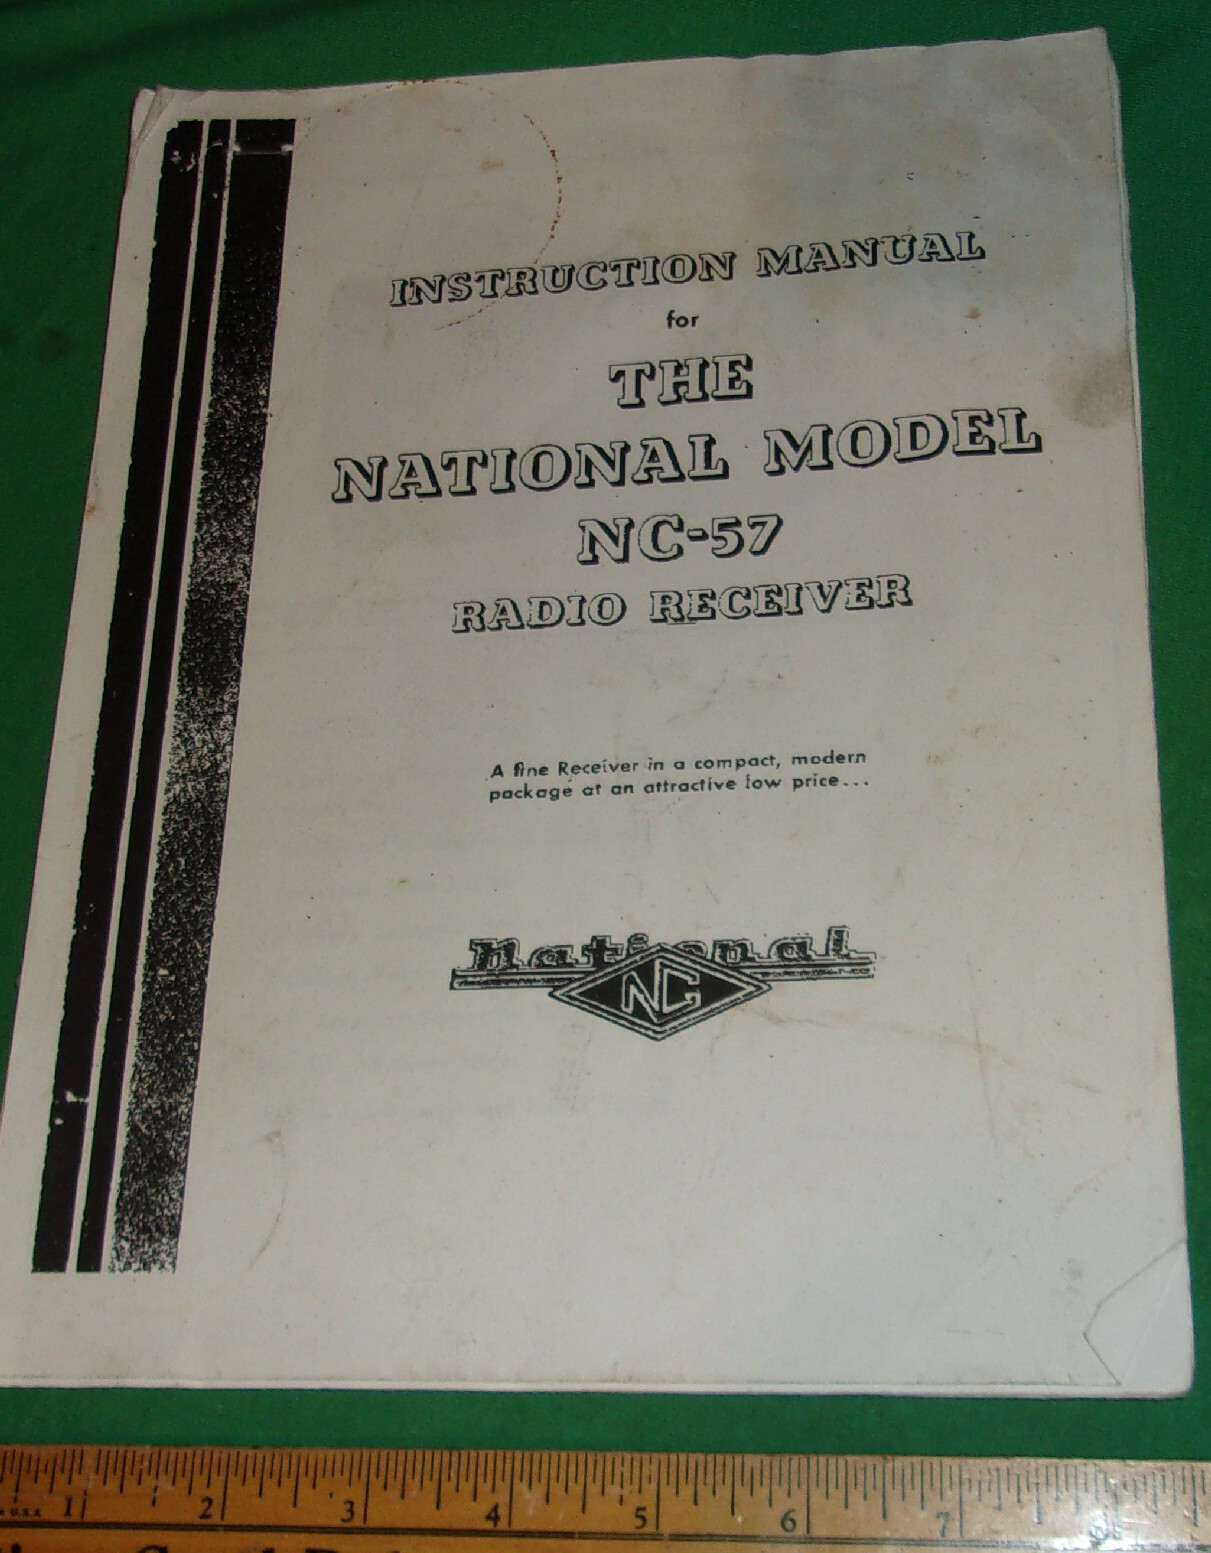 INSTRUCTION MANUAL
for
THE
NATIONAL MODEL
NC-57
RADIO RECEIVER
A fine Receiver in a compact, modern
package at an attractive low price...
National
NC
U.S.A. 1 2 3 4 5 6 7 8